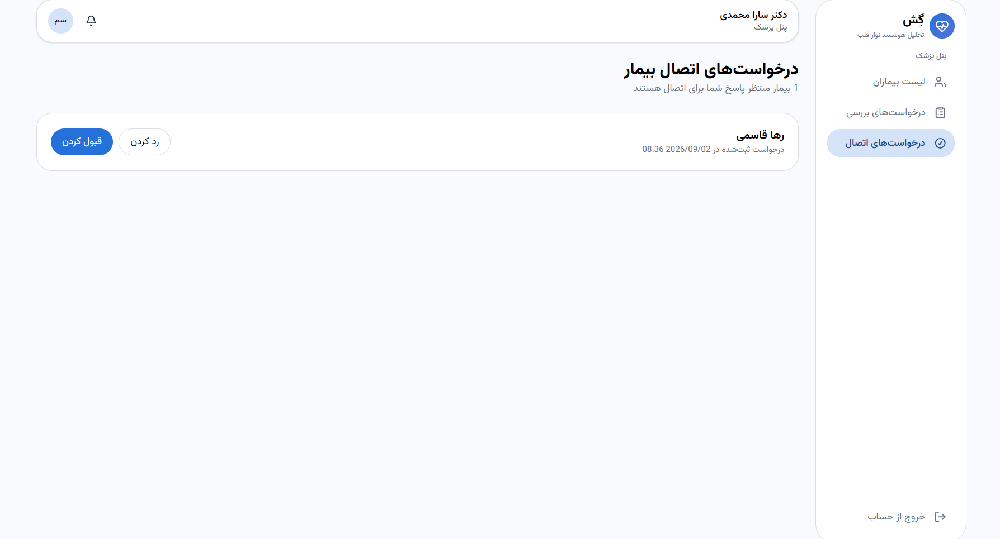 گِش
تحلیل هوشمند نوار قلب
پنل پزشک
لیست بیماران
درخواست‌های بررسی
درخواست‌های اتصال
خروج از حساب
دکتر سارا محمدی
پنل پزشک
سم
درخواست‌های اتصال بیمار
1 بیمار منتظر پاسخ شما برای اتصال هستند
رها قاسمی
درخواست ثبت‌شده در 2026/09/02 08:36
رد کردن
قبول کردن